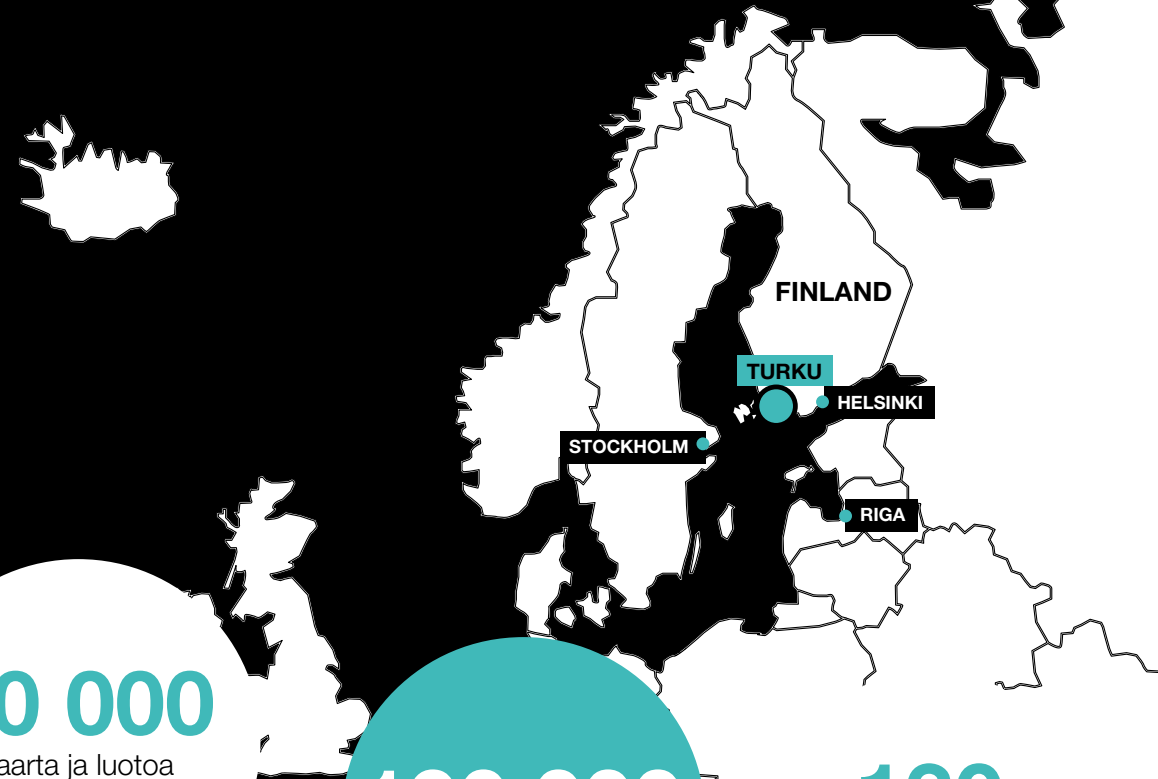 FINLAND
TURKU
HELSINKI
STOCKHOLM
RIGA
0 000
aarta ja luotoa